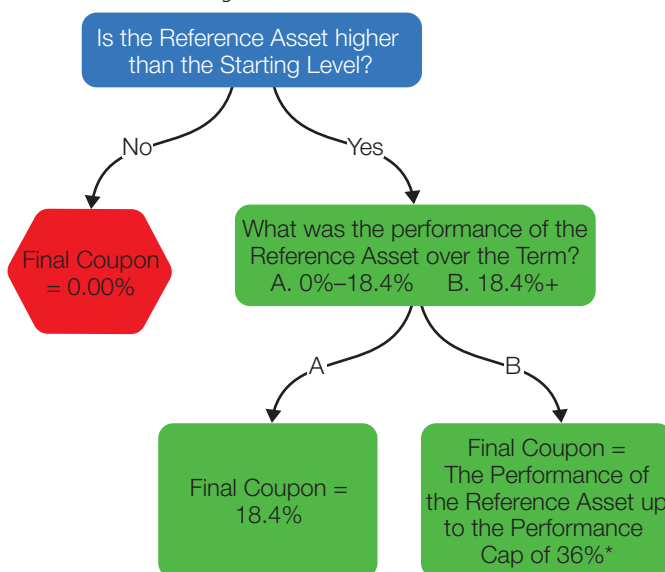 Is the Reference Asset higher
than the Starting Level?
No
Yes
Final Coupon
= 0.00%
What was the performance of the
Reference Asset over the Term?
A. 0%–18.4% B. 18.4%+
A
B
Final Coupon =
18.4%
Final Coupon =
The Performance of
the Reference Asset up
to the Performance
Cap of 36%*